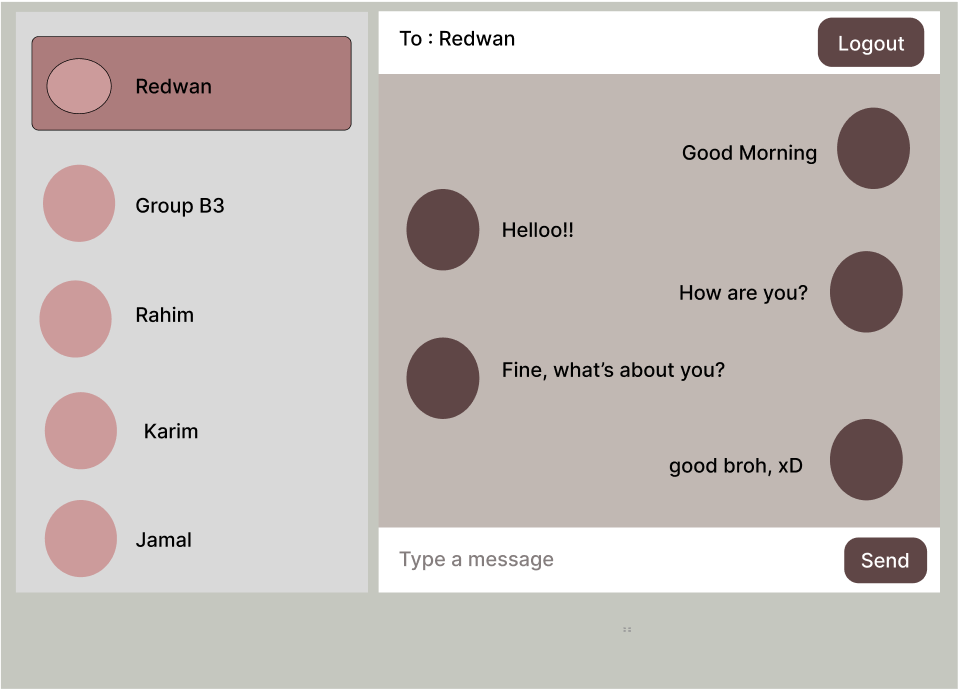 Redwan
Group B3
Rahim
Karim
Jamal
To : Redwan
Logout
Good Morning
Helloo!!
How are you?
Fine, what’s about you?
good broh, xD
Type a message
Send